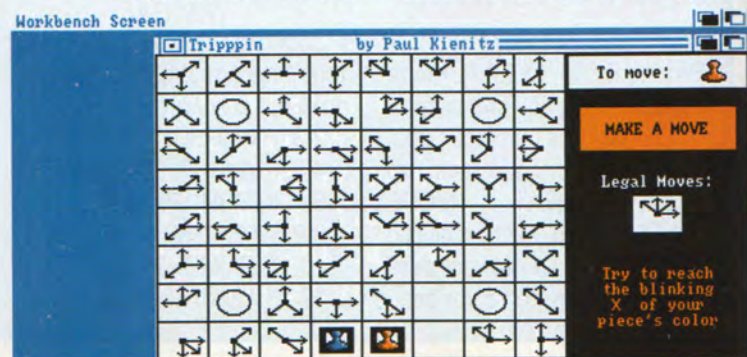 Workbench Screen
Tripppin by Paul Kienitz
To move:
MAKE A MOVE
Legal Moves:
Try to reach
the blinking
X of your
piece's color